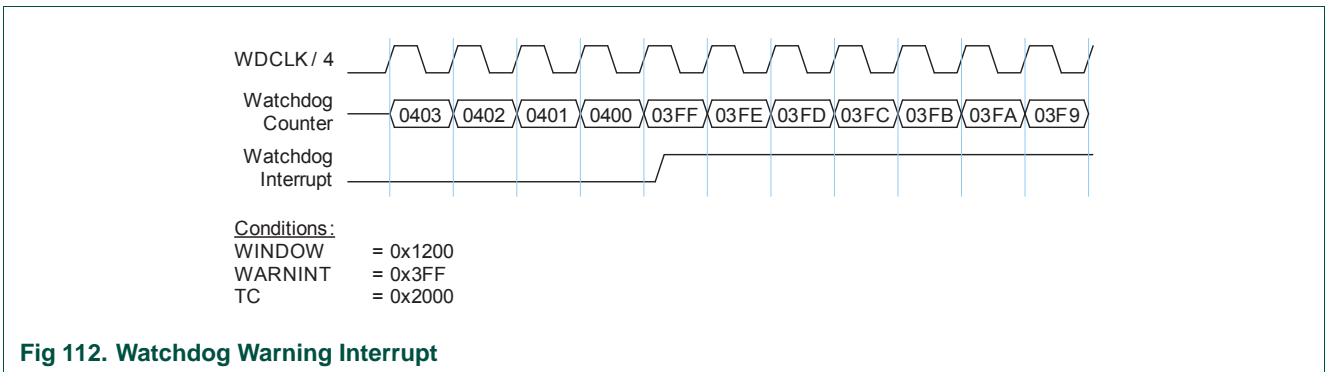 WDCLK / 4
Watchdog
Counter
0403 0402 0401 0400 03FF 03FE 03FD 03FC 03FB 03FA 03F9
Watchdog
Interrupt
Conditions:
WINDOW = 0x1200
WARNINT = 0x3FF
TC = 0x2000
Fig 112. Watchdog Warning Interrupt